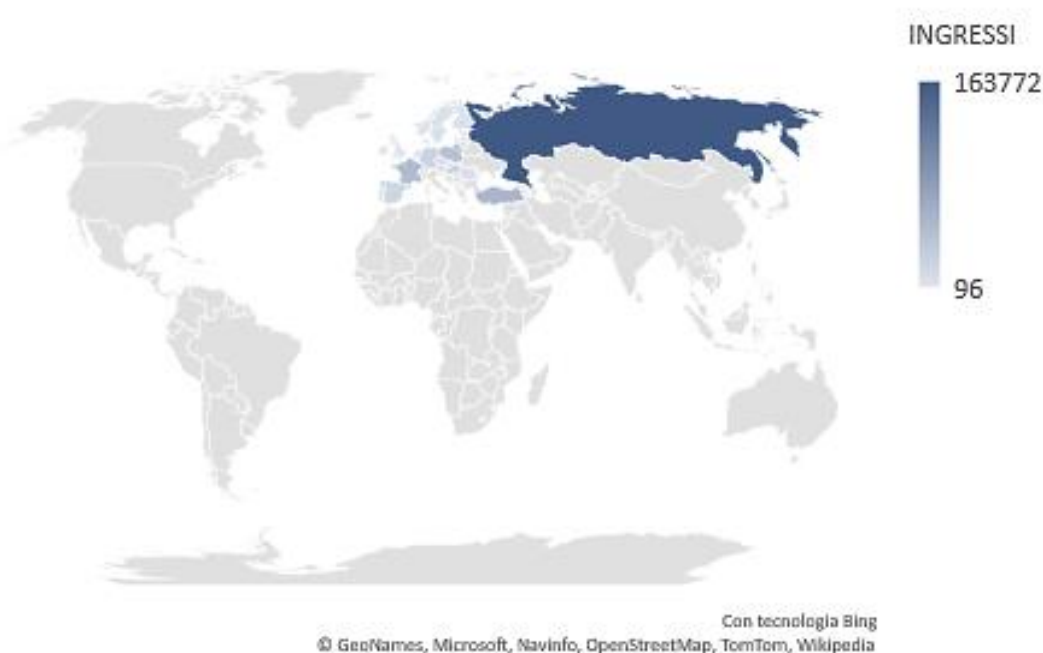 INGRESSI
163772
96
Con tecnologia Bing
© GeoNames, Microsoft, Navinfo, OpenStreetMap, TomTom, Wikipedia